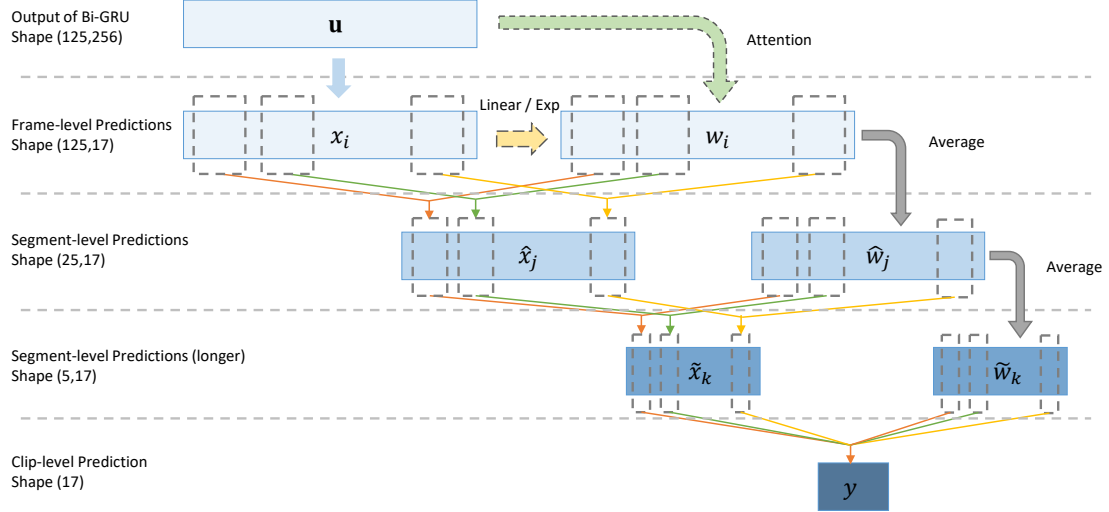 Output of Bi-GRU
Shape (125,256)
u
Attention
Frame-level Predictions
Shape (125,17)
x_i
Linear / Exp
w_i
Average
Segment-level Predictions
Shape (25,17)
x̂_j
ŵ_j
Average
Segment-level Predictions (longer)
Shape (5,17)
x̃_k
w̃_k
Clip-level Prediction
Shape (17)
y